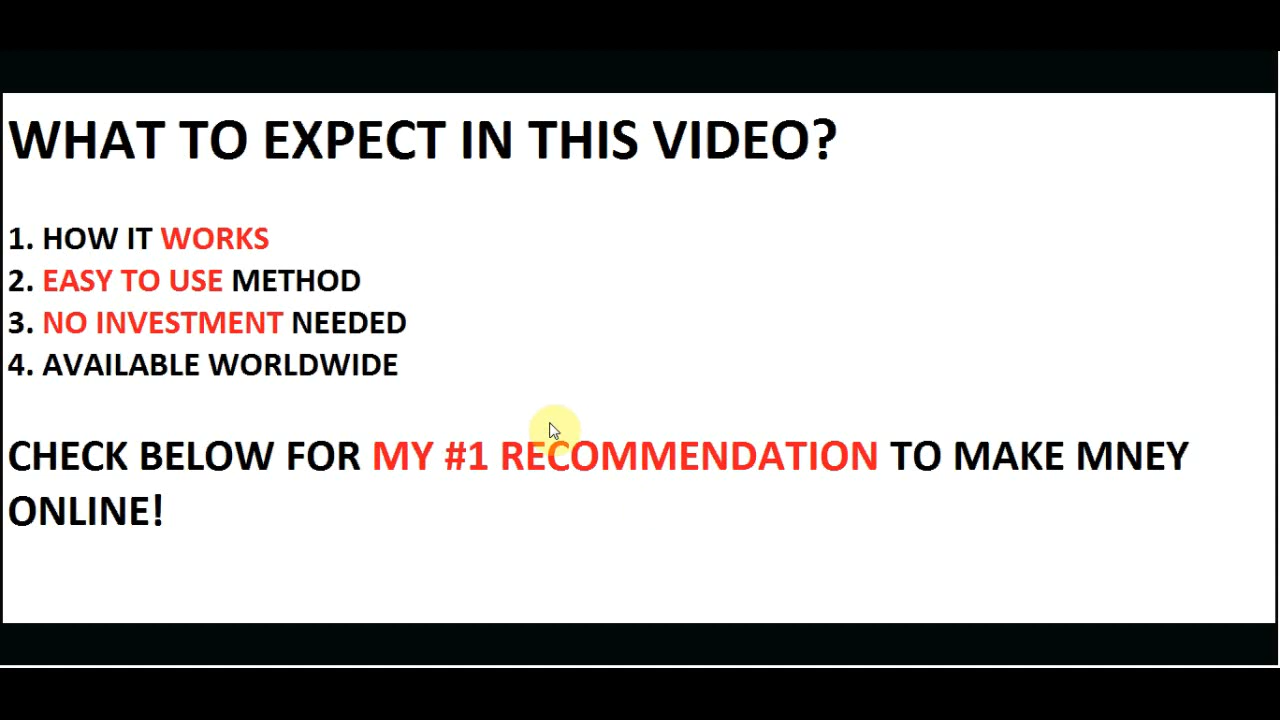 WHAT TO EXPECT IN THIS VIDEO?
1. HOW IT WORKS
2. EASY TO USE METHOD
3. NO INVESTMENT NEEDED
4. AVAILABLE WORLDWIDE
CHECK BELOW FOR MY #1 RECOMMENDATION TO MAKE MNEY
ONLINE!